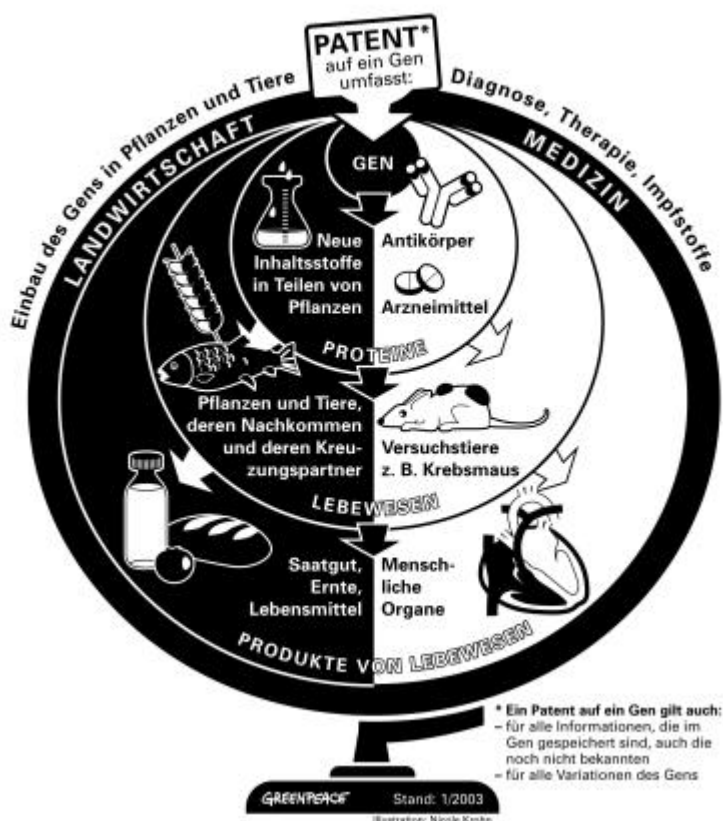 PATENT*
auf ein Gen
umfasst:
Einbau des Gens in Pflanzen und Tiere
Diagnose, Therapie, Impfstoffe
LANDWIRTSCHAFT
MEDIZIN
GEN
Neue
Inhaltsstoffe
in Teilen von
Pflanzen
Antikörper
Arzneimittel
PROTEINE
Pflanzen und Tiere,
deren Nachkommen
und deren Kreu-
zungspartner
Versuchstiere
z. B. Krebsmaus
LEBEWESEN
Saatgut,
Ernte,
Lebensmittel
Mensch-
liche
Organe
PRODUKTE VON LEBEWESEN
* Ein Patent auf ein Gen gilt auch:
– für alle Informationen, die im
Gen gespeichert sind, auch die
noch nicht bekannten
– für alle Variationen des Gens
GREENPEACE Stand: 1/2003
Illustration: Nicole Krohn